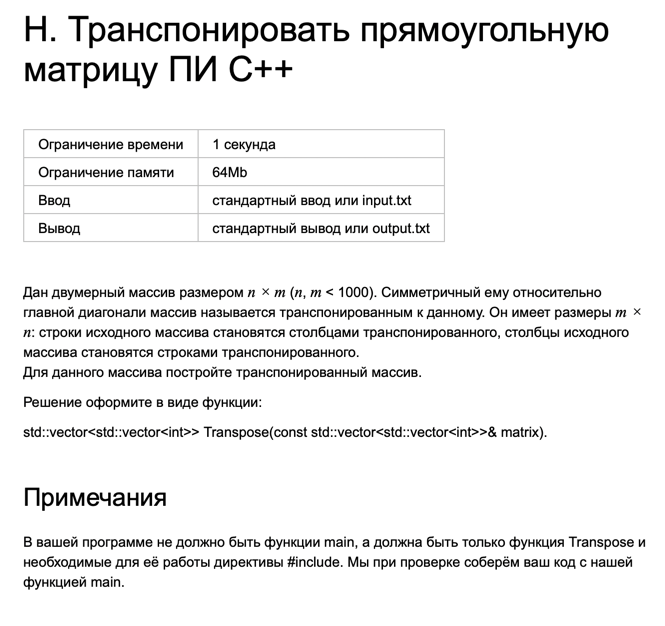 Н. Транспонировать прямоугольную
матрицу ПИ С++
Ограничение времени 1 секунда
Ограничение памяти 64Mb
Ввод стандартный ввод или input.txt
Вывод стандартный вывод или output.txt
Дан двумерный массив размером n × m (n, m < 1000). Симметричный ему относительно
главной диагонали массив называется транспонированным к данному. Он имеет размеры m ×
n: строки исходного массива становятся столбцами транспонированного, столбцы исходного
массива становятся строками транспонированного.
Для данного массива постройте транспонированный массив.
Решение оформите в виде функции:
std::vector<std::vector<int>> Transpose(const std::vector<std::vector<int>>& matrix).
Примечания
В вашей программе не должно быть функции main, а должна быть только функция Transpose и
необходимые для её работы директивы #include. Мы при проверке соберём ваш код с нашей
функцией main.